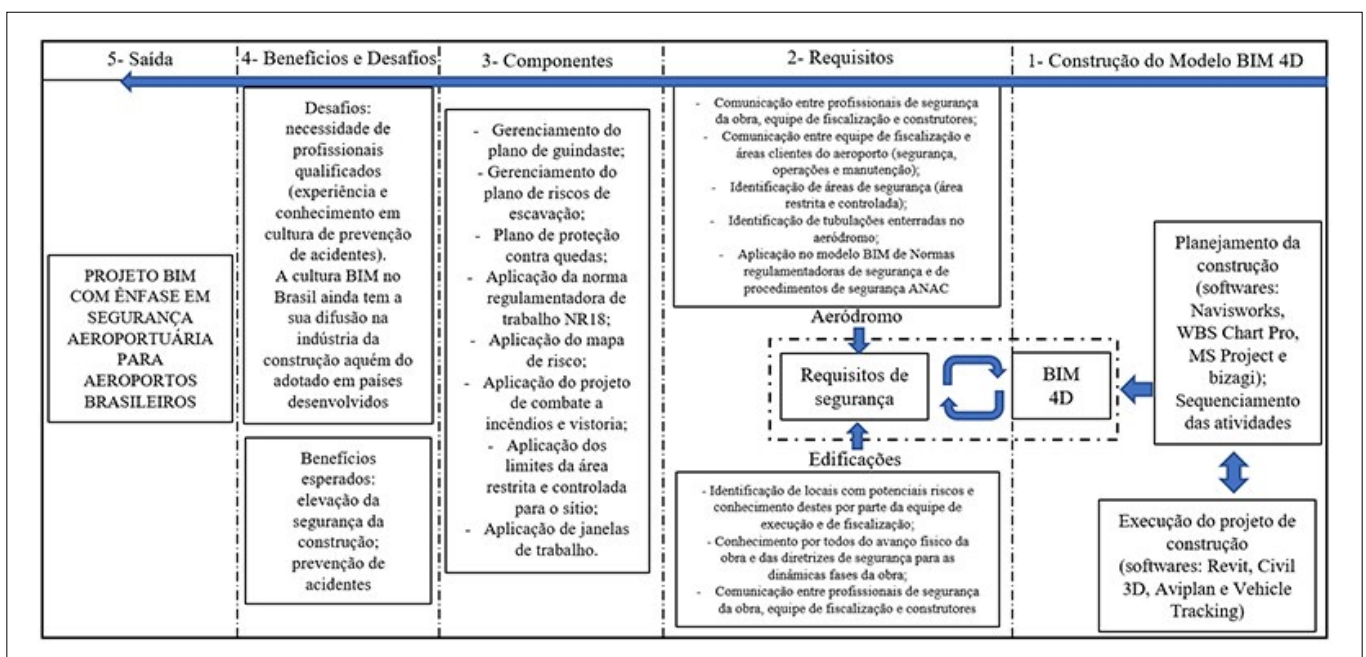 5- Saída
4- Benefícios e Desafios
3- Componentes
2- Requisitos
1- Construção do Modelo BIM 4D
PROJETO BIM
COM ÊNFASE EM
SEGURANÇA
AEROPORTUÁRIA
PARA
AEROPORTOS
BRASILEIROS
Desafios:
necessidade de
profissionais
qualificados
(experiência e
conhecimento em
cultura de prevenção
de acidentes).
A cultura BIM no
Brasil ainda tem a
sua difusão na
indústria da
construção aquém do
adotado em países
desenvolvidos
Benefícios
esperados:
elevação da
segurança da
construção;
prevenção de
acidentes
- Gerenciamento do
plano de guindaste;
- Gerenciamento do
plano de riscos de
escavação;
- Plano de proteção
contra quedas;
- Aplicação da norma
regulamentadora de
trabalho NR18;
- Aplicação do mapa
de risco;
- Aplicação do projeto
de combate a
incêndios e vistoria;
- Aplicação dos
limites da área
restrita e controlada
para o sítio;
- Aplicação de janelas
de trabalho.
- Comunicação entre profissionais de segurança
da obra, equipe de fiscalização e construtores;
- Comunicação entre equipe de fiscalização e
áreas clientes do aeroporto (segurança,
operações e manutenção);
- Identificação de áreas de segurança (área
restrita e controlada);
- Identificação de tubulações enterradas no
aeródromo;
- Aplicação no modelo BIM de Normas
regulamentadoras de segurança e de
procedimentos de segurança ANAC
Aeródromo
Requisitos de
segurança
BIM
4D
Edificações
- Identificação de locais com potenciais riscos e
conhecimento destes por parte da equipe de
execução e de fiscalização;
- Conhecimento por todos do avanço físico da
obra e das diretrizes de segurança para as
dinâmicas fases da obra;
- Comunicação entre profissionais de segurança
da obra, equipe de fiscalização e construtores
Planejamento da
construção
(softwares:
Navisworks,
WBS Chart Pro,
MS Project e
bizagi);
Sequenciamento
das atividades
Execução do projeto de
construção
(softwares: Revit, Civil
3D, Aviplan e Vehicle
Tracking)